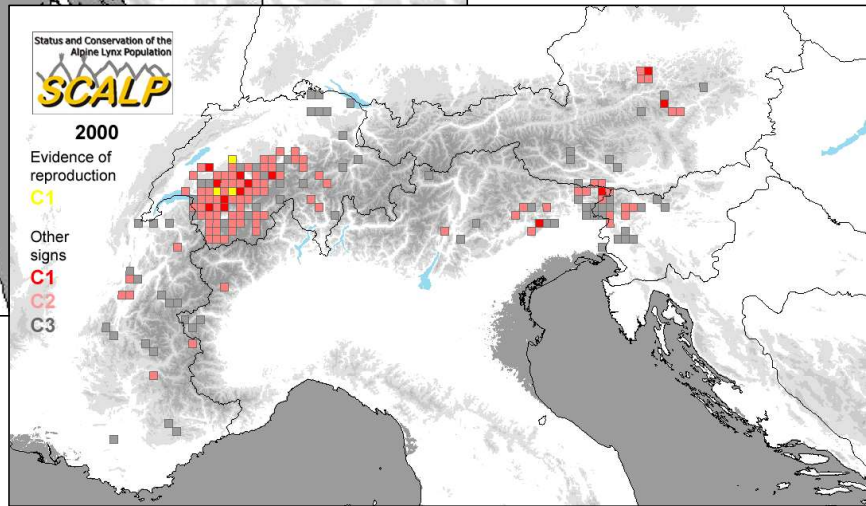 Status and Conservation of the
Alpine Lynx Population
SCALP
2000
Evidence of
reproduction
C1
Other
signs
C1
C2
C3